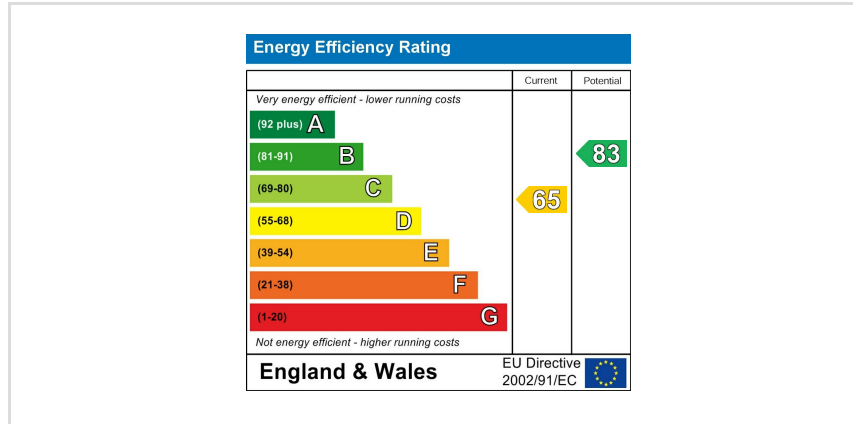 Energy Efficiency Rating
Current Potential
Very energy efficient - lower running costs
(92 plus) A
(81-91) B
83
(69-80) C
65
(55-68) D
(39-54) E
(21-38) F
(1-20) G
Not energy efficient - higher running costs
England & Wales
EU Directive
2002/91/EC